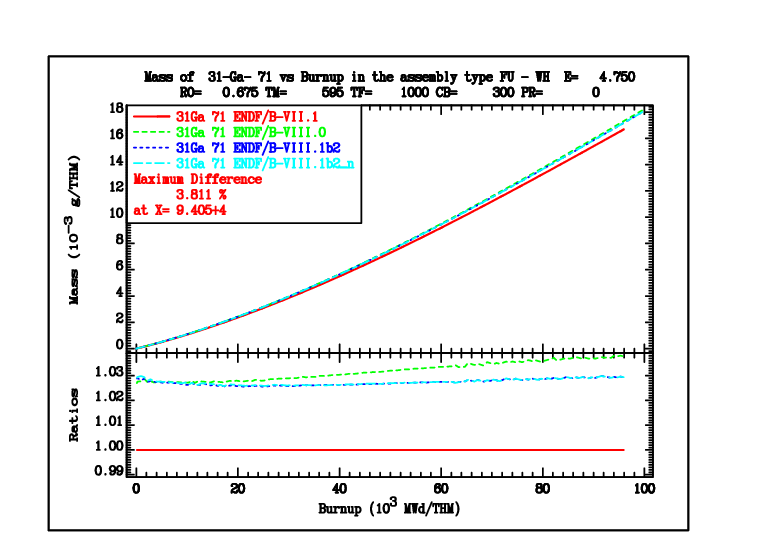 Mass of 31-Ga- 71 vs Burnup in the assembly type FU - WH E= 4.750
RO= 0.675 TM= 595 TF= 1000 CB= 300 PR= 0
31Ga 71 ENDF/B-VII.1
31Ga 71 ENDF/B-VIII.0
31Ga 71 ENDF/B-VIII.1b2
31Ga 71 ENDF/B-VIII.1b2_n
Maximum Difference
3.811 %
at X= 9.405+4
18
16
14
12
10
8
6
4
2
0
Mass (10-3 g/THM)
1.03
1.02
1.01
1.00
0.99
Ratios
0 20 40 60 80 100
Burnup (103 MWd/THM)